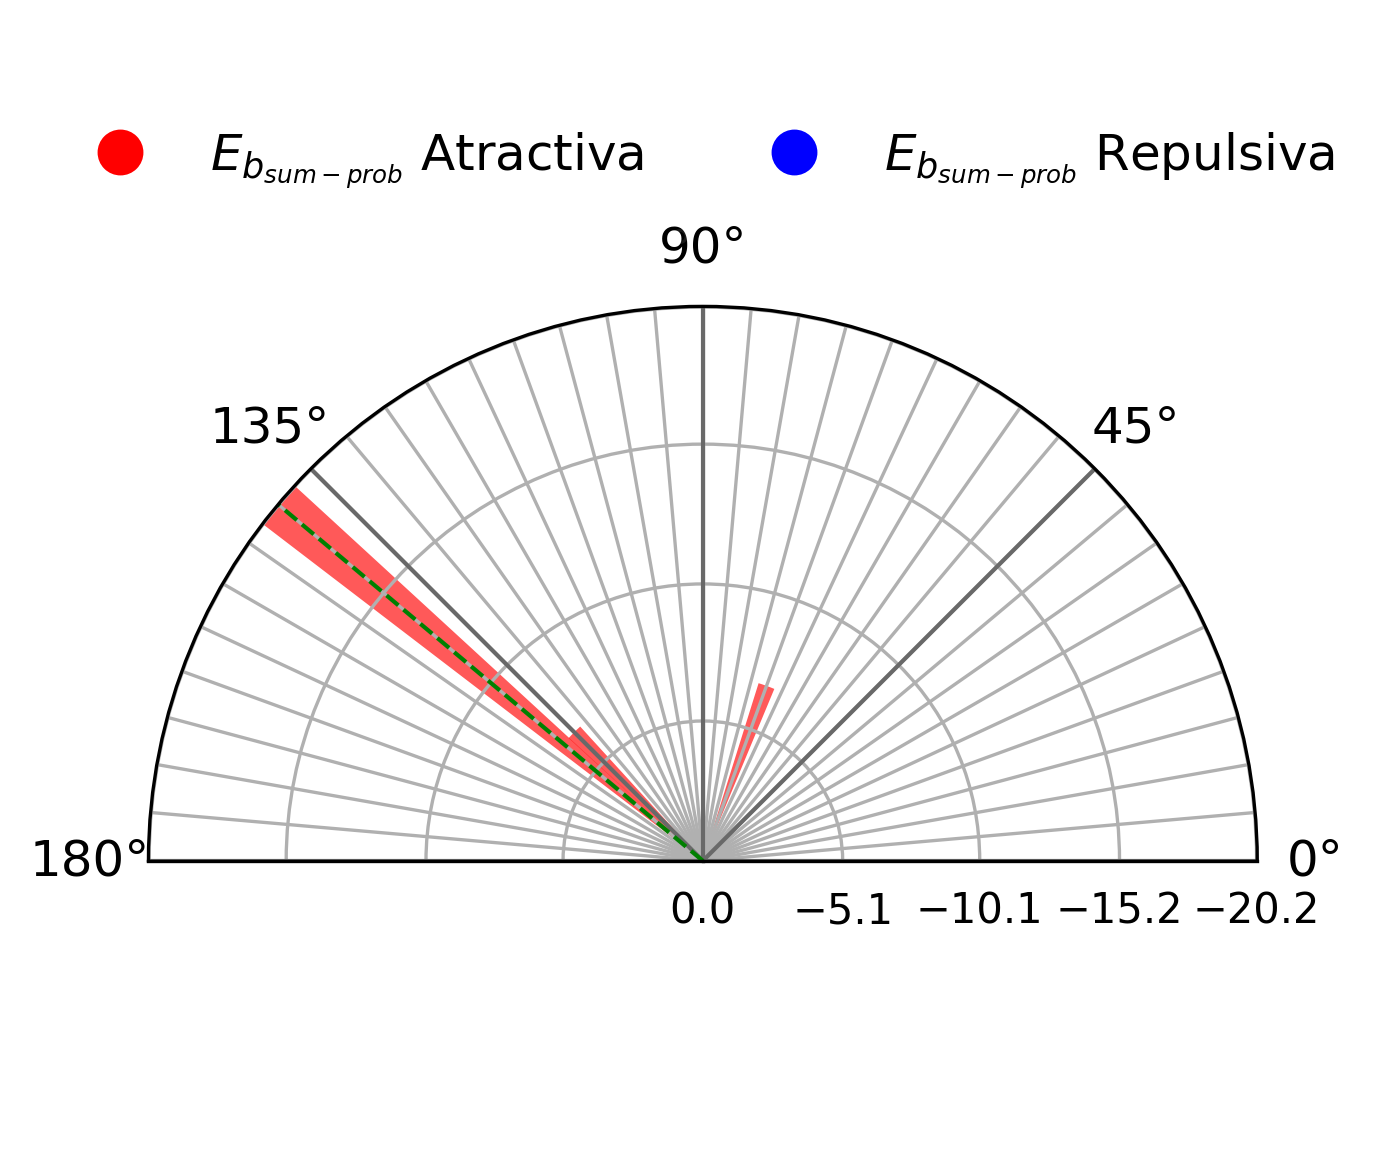 E_{b_{sum-prob}} Atractiva E_{b_{sum-prob}} Repulsiva
90°
135° 45°
180° 0°
0.0 −5.1 −10.1 −15.2 −20.2